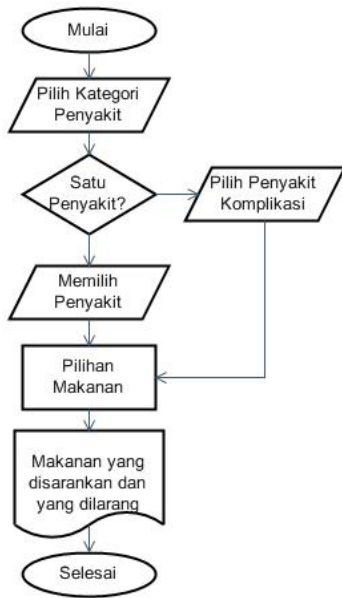 Mulai
Pilih Kategori
Penyakit
Satu
Penyakit?
Pilih Penyakit
Komplikasi
Memilih
Penyakit
Pilihan
Makanan
Makanan yang
disarankan dan
yang dilarang
Selesai